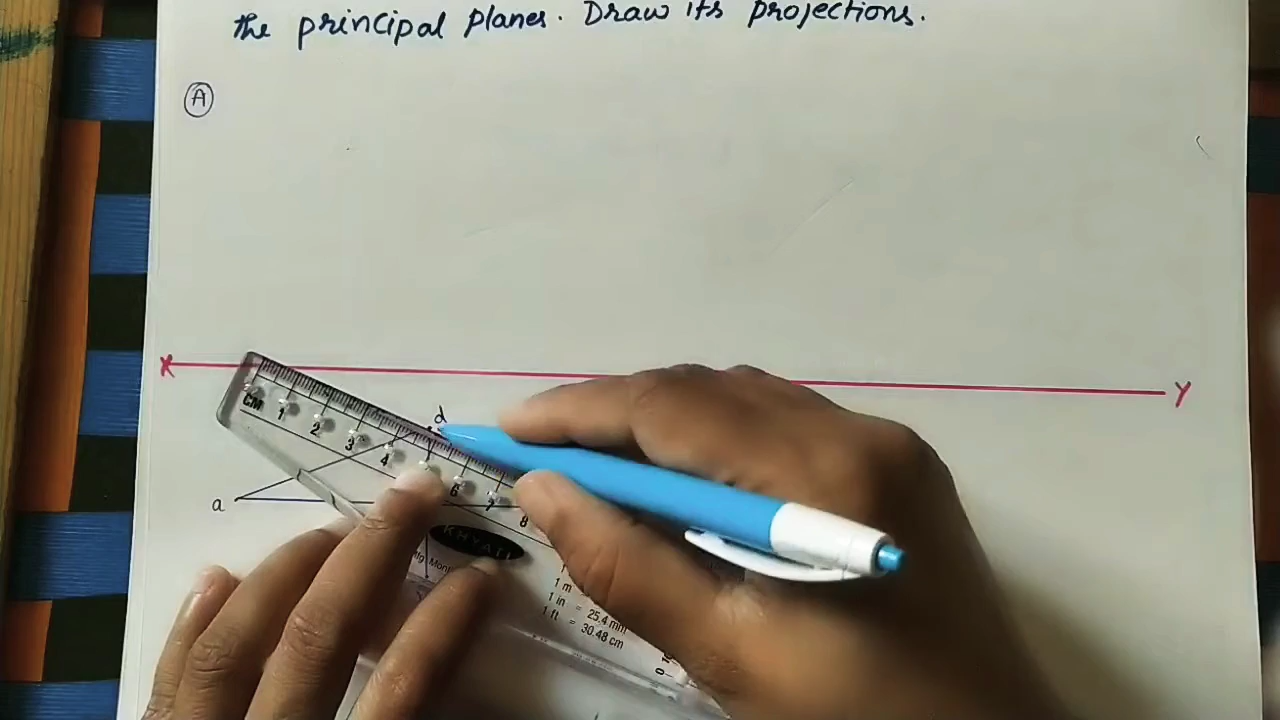 the principal planes. Draw its projections.
A
X
Y
d
CM 1 2 3 4 6 7 8
a
KHYATI
1 m
1 in = 25.4 mm
1 ft = 30.48 cm